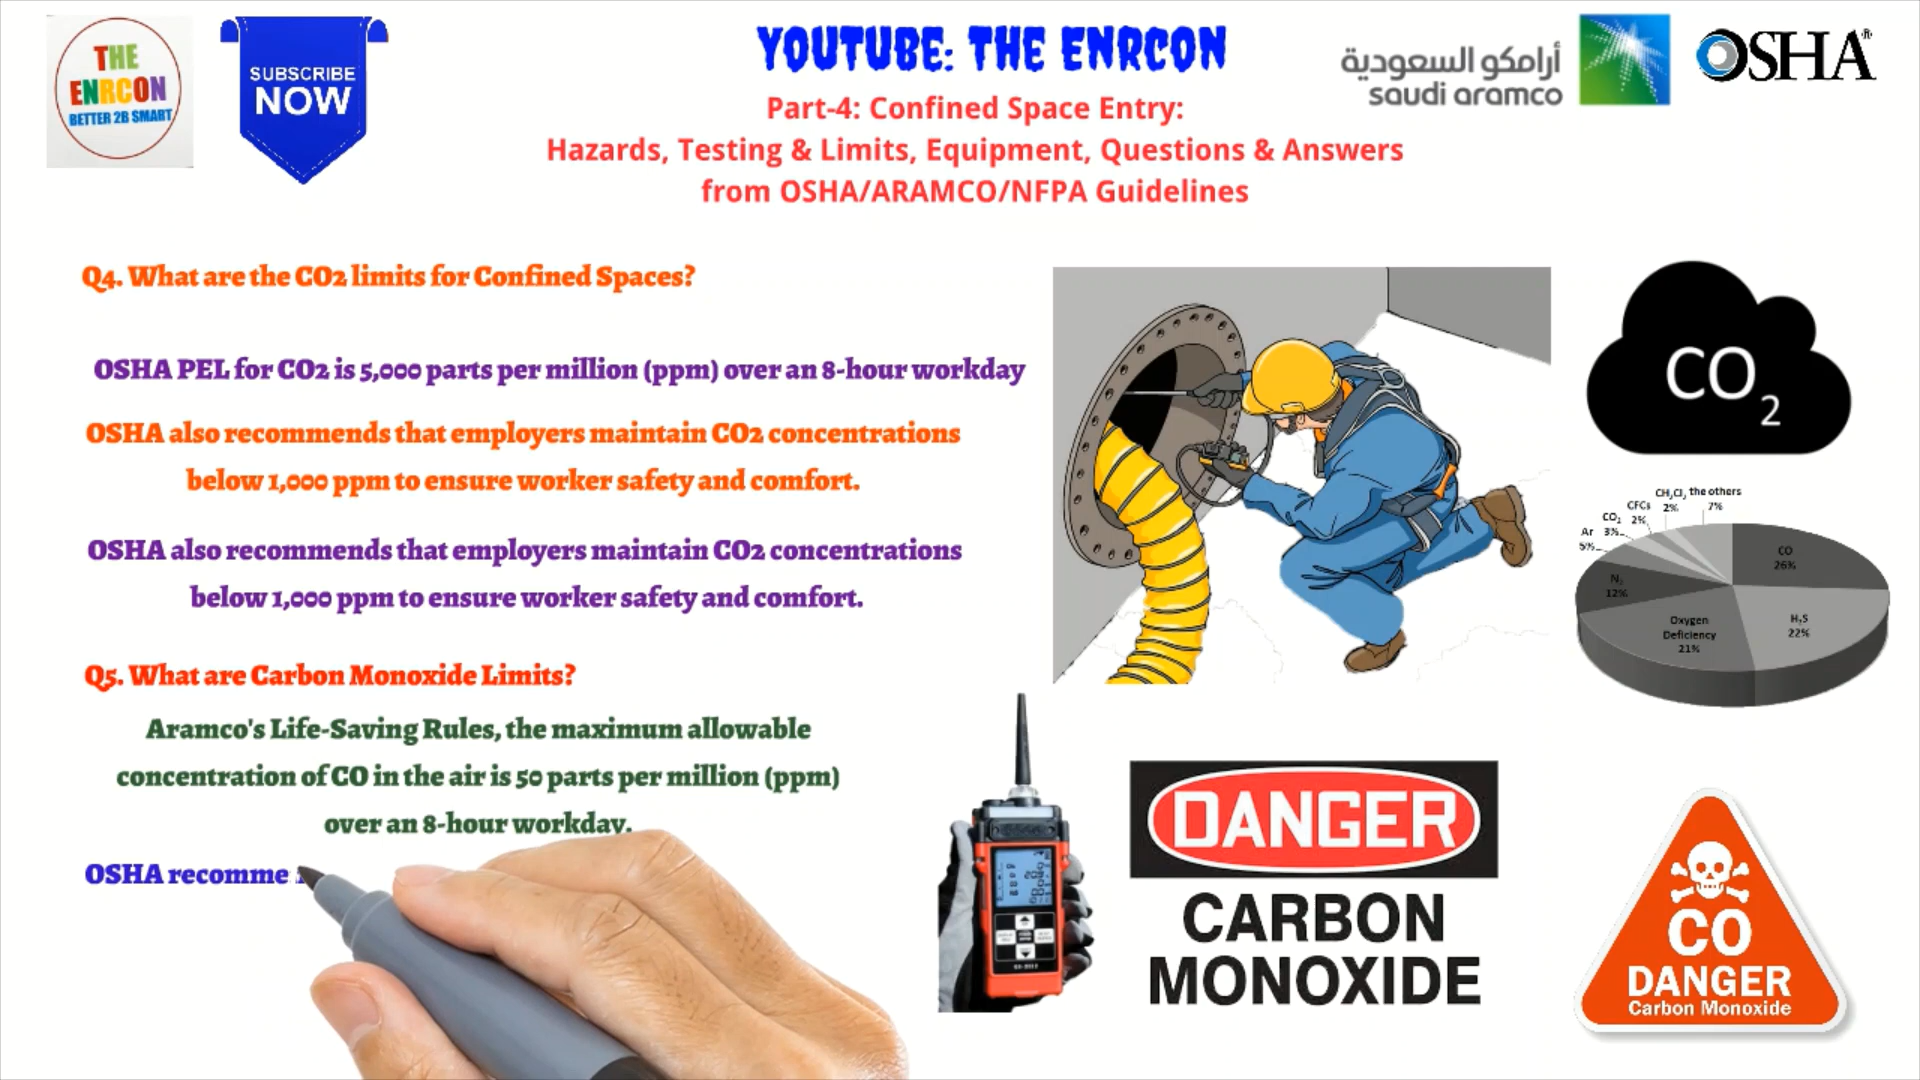 THE
ENRCON
BETTER 2B SMART
SUBSCRIBE
NOW
YOUTUBE: THE ENRCON
Part-4: Confined Space Entry:
Hazards, Testing & Limits, Equipment, Questions & Answers
from OSHA/ARAMCO/NFPA Guidelines
أرامكو السعودية
saudi aramco
OSHA®
Q4. What are the CO2 limits for Confined Spaces?
OSHA PEL for CO2 is 5,000 parts per million (ppm) over an 8-hour workday
OSHA also recommends that employers maintain CO2 concentrations
below 1,000 ppm to ensure worker safety and comfort.
OSHA also recommends that employers maintain CO2 concentrations
below 1,000 ppm to ensure worker safety and comfort.
Q5. What are Carbon Monoxide Limits?
Aramco's Life-Saving Rules, the maximum allowable
concentration of CO in the air is 50 parts per million (ppm)
over an 8-hour workday.
OSHA recomme
CO2
CH3Cl, the others
7%
2%
CFCs
2%
CO2
3%
Ar
5%
N2
12%
CO
26%
Oxygen
Deficiency
21%
H2S
22%
DANGER
CARBON
MONOXIDE
CO
DANGER
Carbon Monoxide